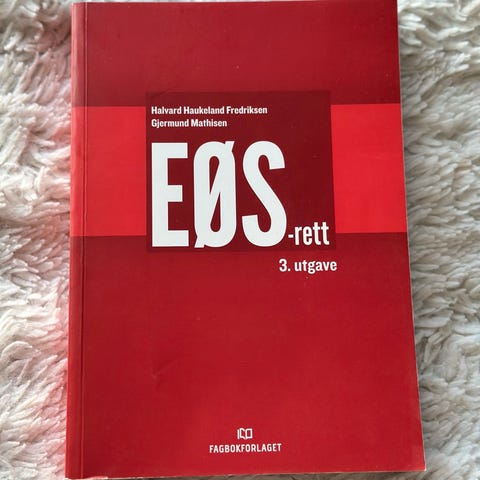 Halvard Haukeland Fredriksen
Gjermund Mathisen
EØS-rett
3. utgave
FAGBOKFORLAGET